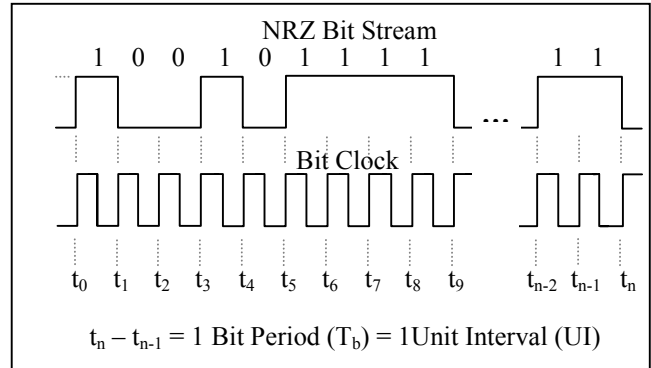 NRZ Bit Stream
1 0 0 1 0 1 1 1 1 1 1
...
Bit Clock
t0 t1 t2 t3 t4 t5 t6 t7 t8 t9 tn-2 tn-1 tn
tn – tn-1 = 1 Bit Period (Tb) = 1Unit Interval (UI)